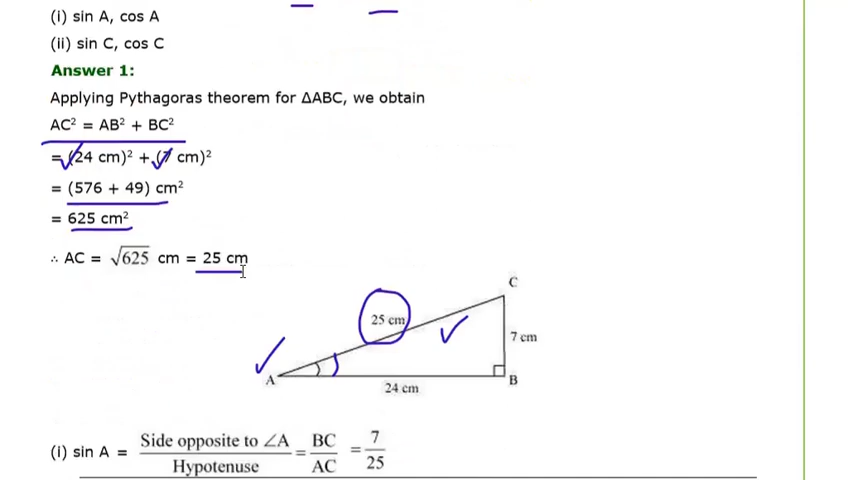 (i) sin A, cos A
(ii) sin C, cos C
Answer 1:
Applying Pythagoras theorem for ΔABC, we obtain
AC² = AB² + BC²
= (24 cm)² + (7 cm)²
= (576 + 49) cm²
= 625 cm²
∴ AC = √625 cm = 25 cm
C
25 cm
7 cm
A
B
24 cm
(i) sin A = Side opposite to ∠A / Hypotenuse = BC / AC = 7 / 25